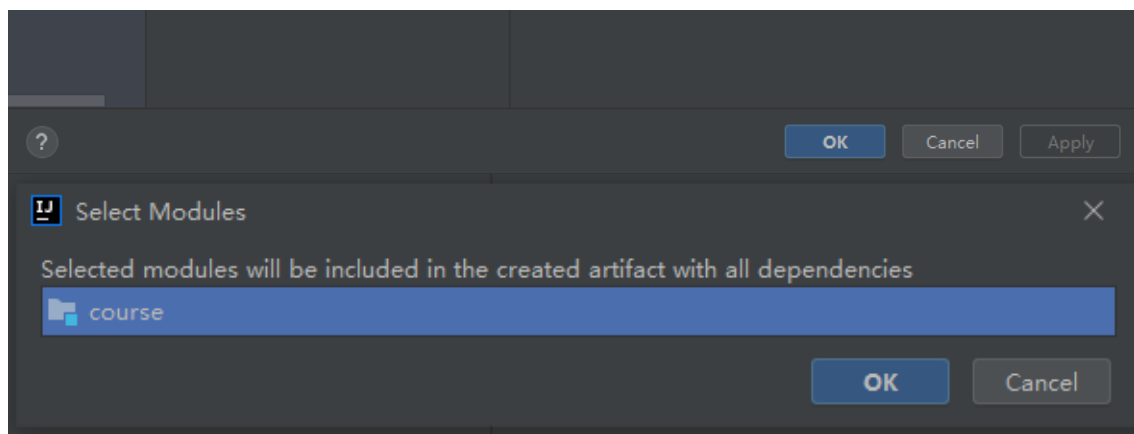 ?
OK Cancel Apply
IJ Select Modules
Selected modules will be included in the created artifact with all dependencies
course
OK Cancel